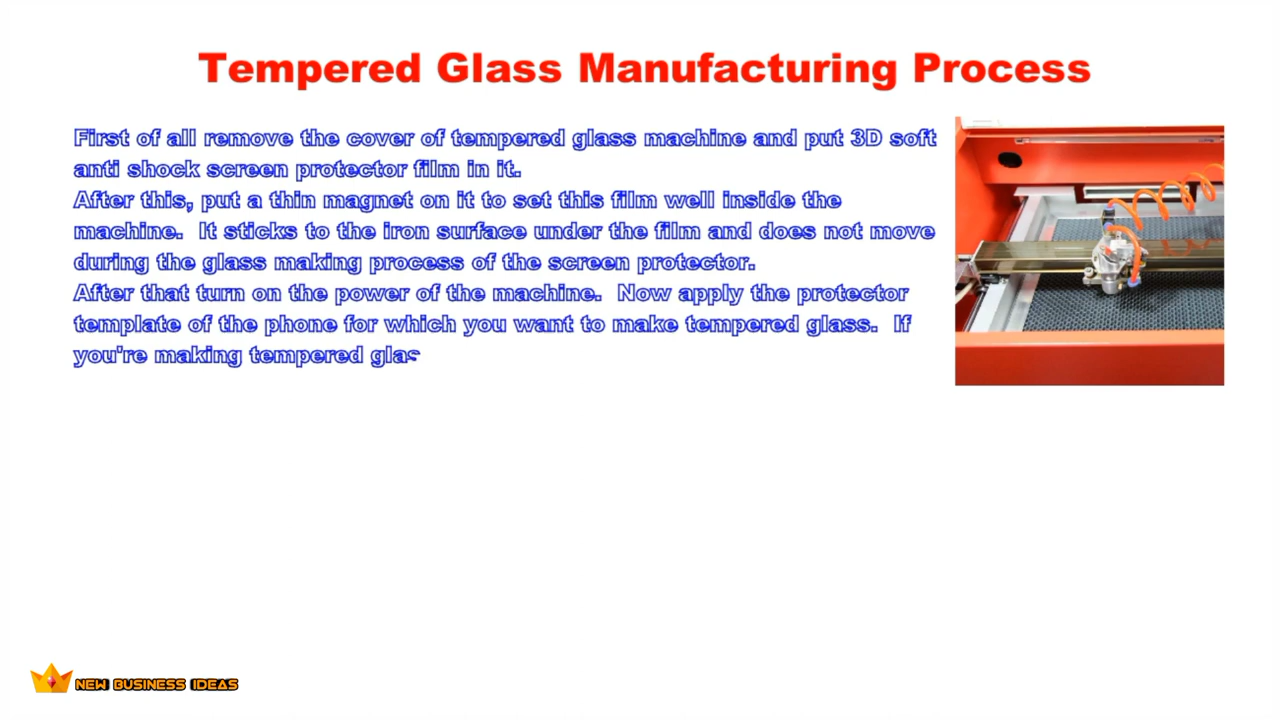 Tempered Glass Manufacturing Process
First of all remove the cover of tempered glass machine and put 3D soft
anti shock screen protector film in it.
After this, put a thin magnet on it to set this film well inside the
machine.  It sticks to the iron surface under the film and does not move
during the glass making process of the screen protector.
After that turn on the power of the machine.  Now apply the protector
template of the phone for which you want to make tempered glass.  If
you're making tempered glas
NEW BUSINESS IDEAS